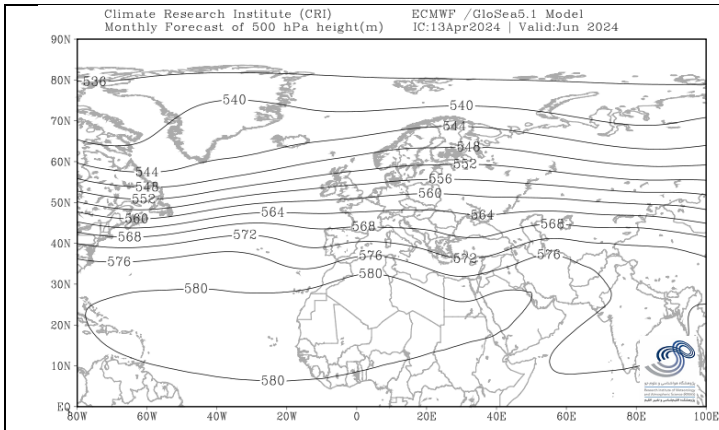 Climate Research Institute (CRI) ECMWF /GloSea5.1 Model
Monthly Forecast of 500 hPa height(m) IC:13Apr2024 | Valid:Jun 2024
90N
80N
70N
60N
50N
40N
30N
20N
10N
EQ
536
540
540
544
548
544
552
548
556
552
560
560
564
564
568
568
568
572
572
576
576
576
580
580
580
80W 60W 40W 20W 0 20E 40E 60E 80E 100E